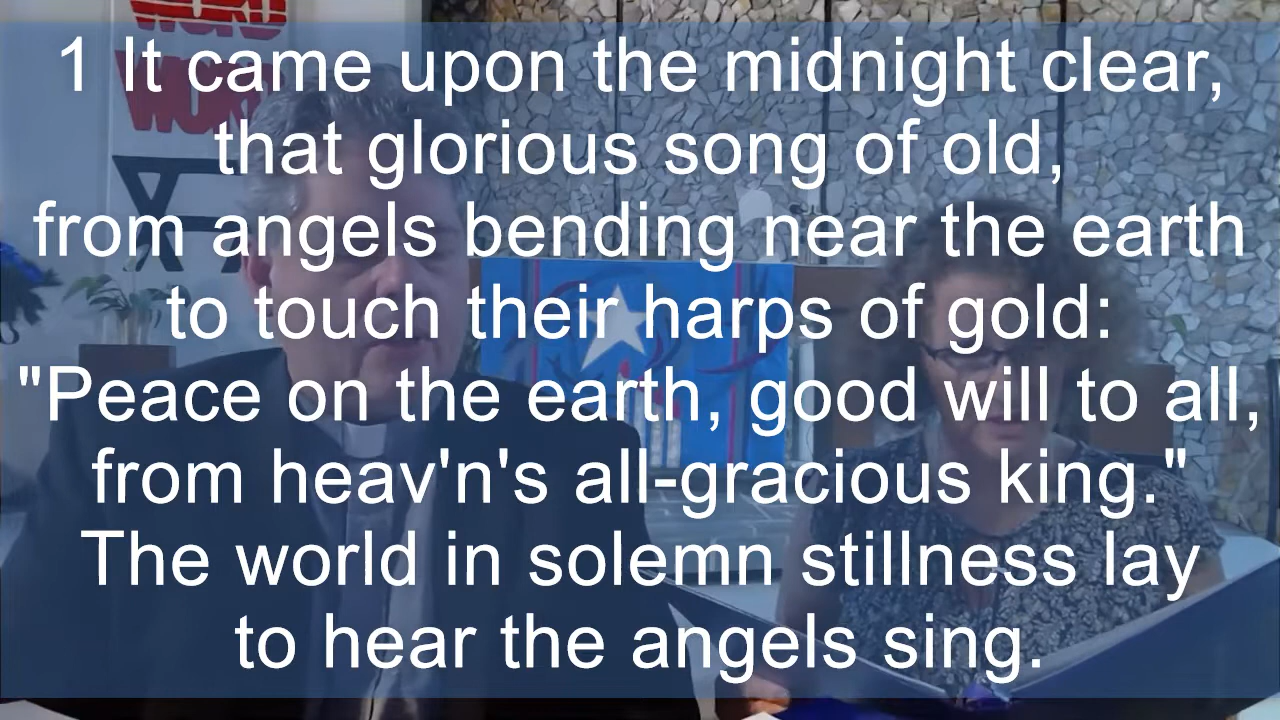 WORD
WORD
1 It came upon the midnight clear,
that glorious song of old,
from angels bending near the earth
to touch their harps of gold:
"Peace on the earth, good will to all,
from heav'n's all-gracious king."
The world in solemn stillness lay
to hear the angels sing.